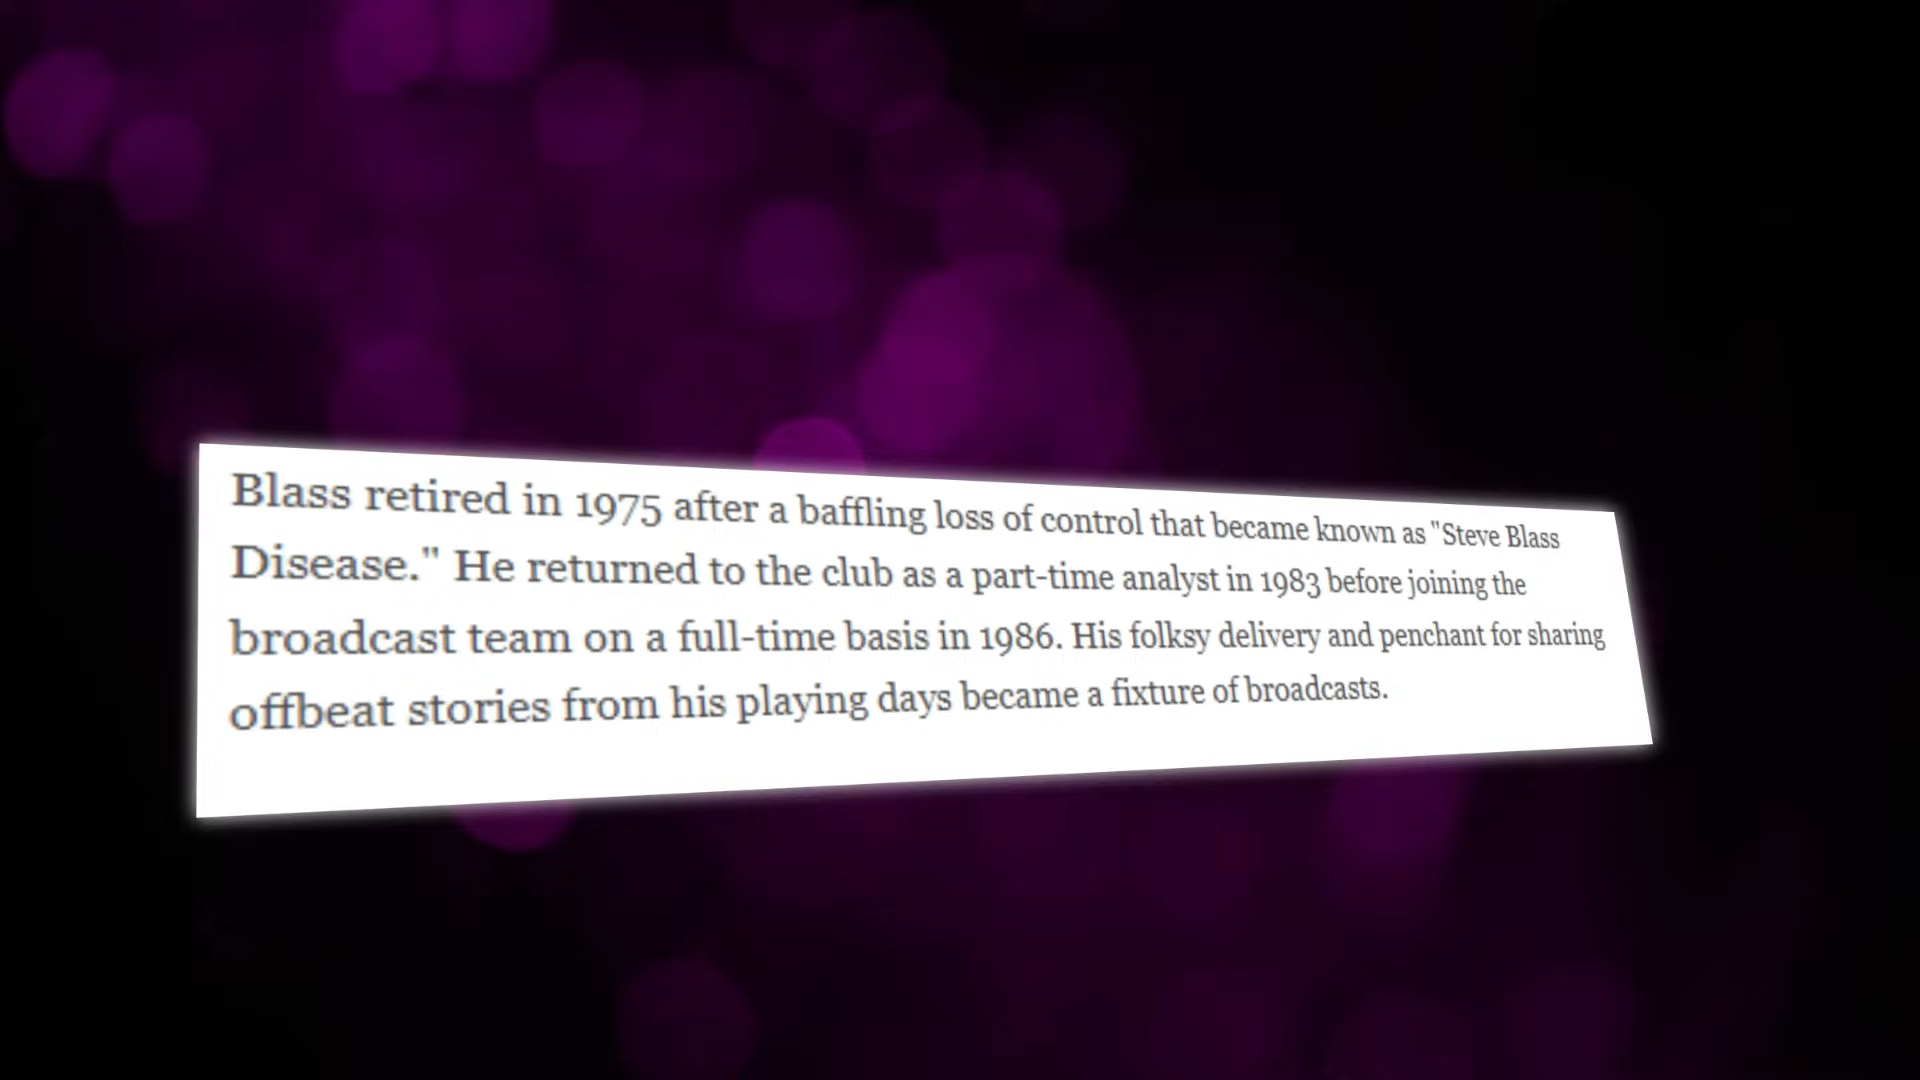 Blass retired in 1975 after a baffling loss of control that became known as "Steve Blass
Disease." He returned to the club as a part-time analyst in 1983 before joining the
broadcast team on a full-time basis in 1986. His folksy delivery and penchant for sharing
offbeat stories from his playing days became a fixture of broadcasts.